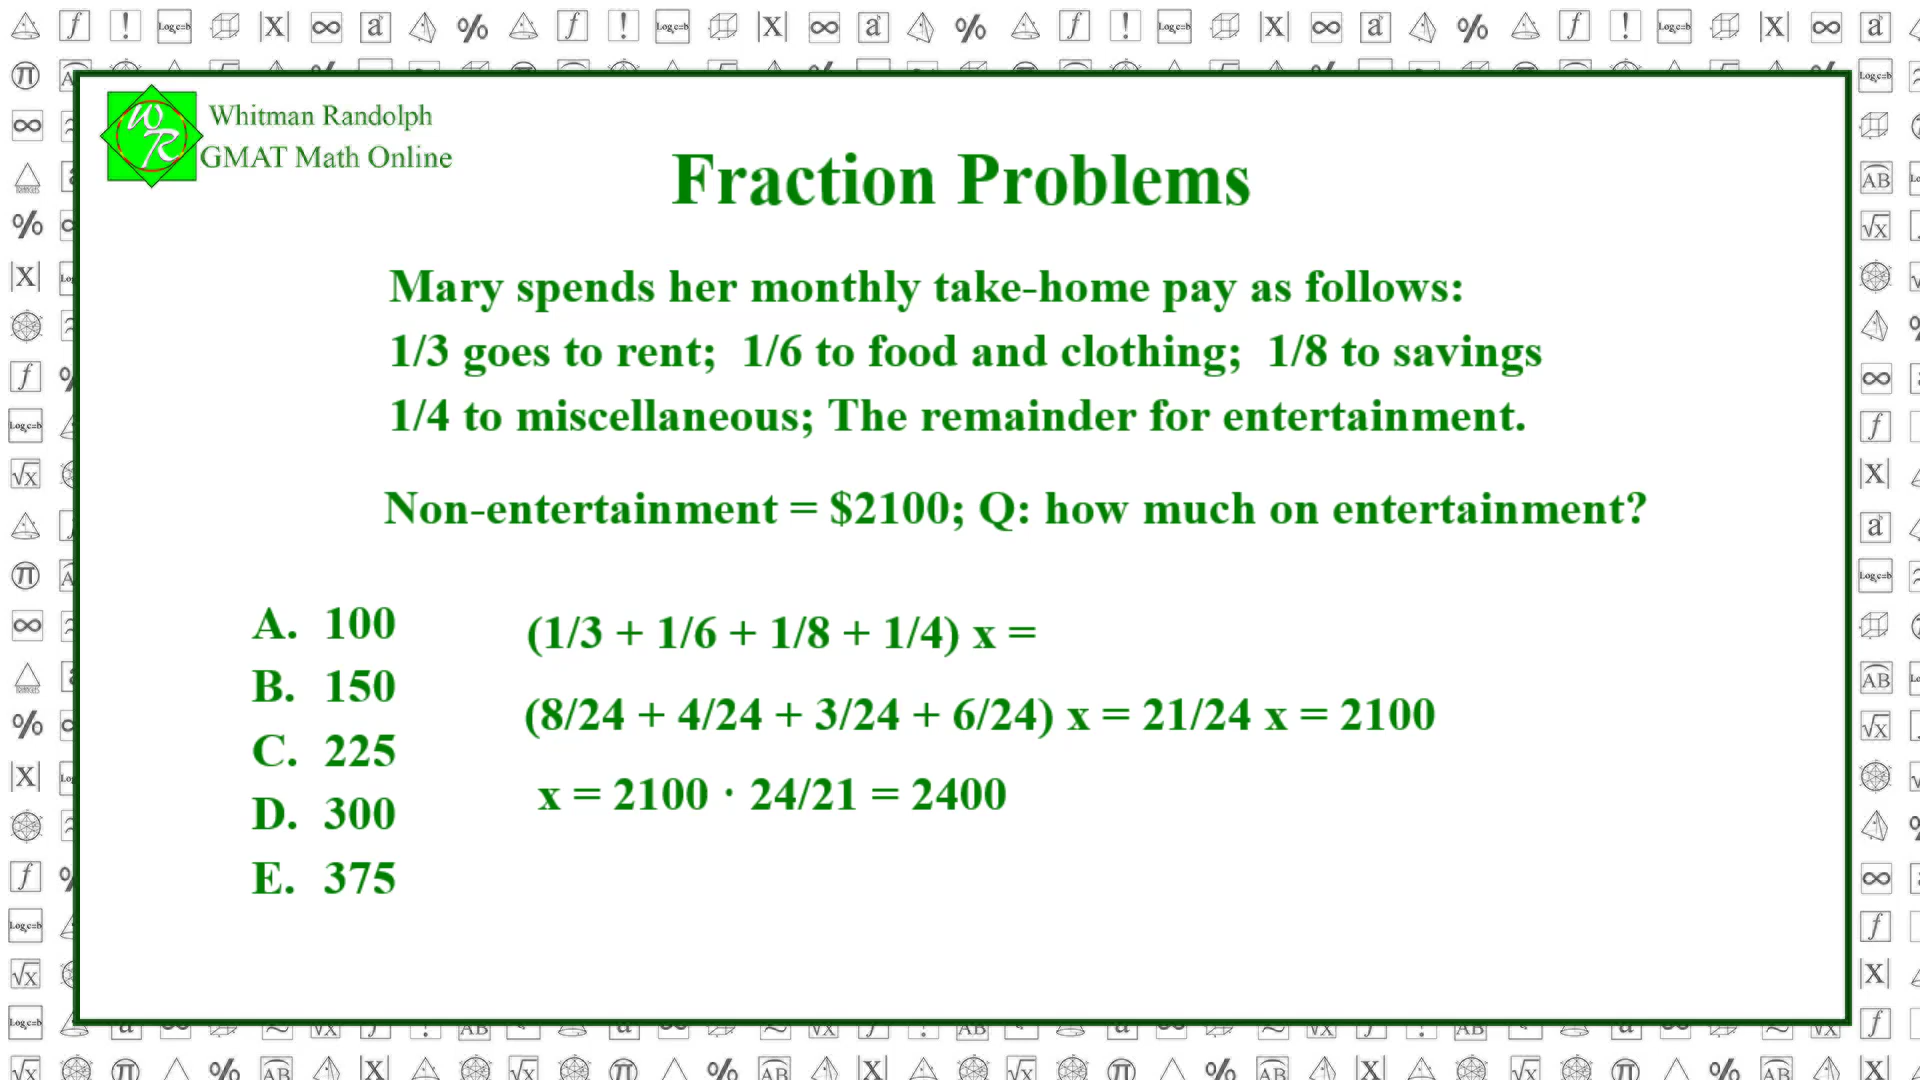 Whitman Randolph
GMAT Math Online
Fraction Problems
Mary spends her monthly take-home pay as follows:
1/3 goes to rent; 1/6 to food and clothing; 1/8 to savings
1/4 to miscellaneous; The remainder for entertainment.
Non-entertainment = $2100; Q: how much on entertainment?
A. 100
B. 150
C. 225
D. 300
E. 375
(1/3 + 1/6 + 1/8 + 1/4) x =
(8/24 + 4/24 + 3/24 + 6/24) x = 21/24 x = 2100
x = 2100 · 24/21 = 2400